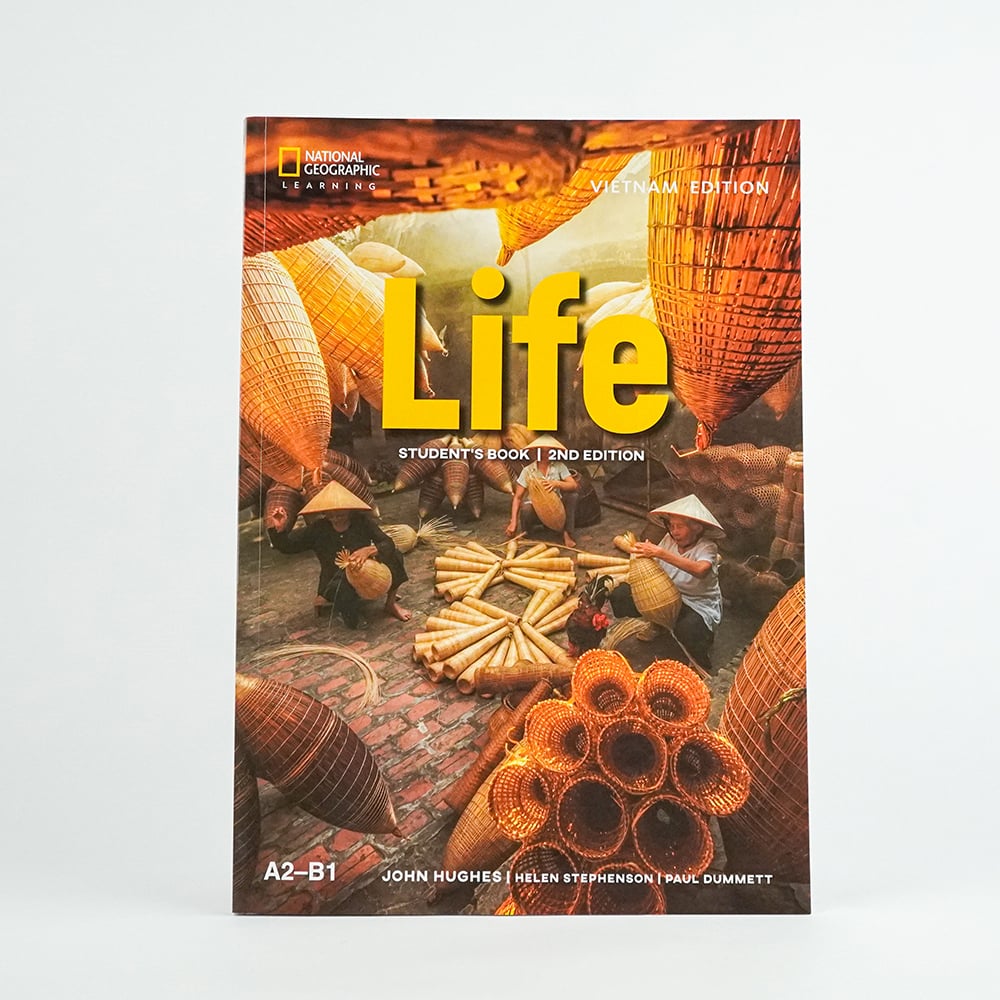 NATIONAL
GEOGRAPHIC
LEARNING
VIETNAM EDITION
Life
STUDENT'S BOOK | 2ND EDITION
A2–B1
JOHN HUGHES | HELEN STEPHENSON | PAUL DUMMETT